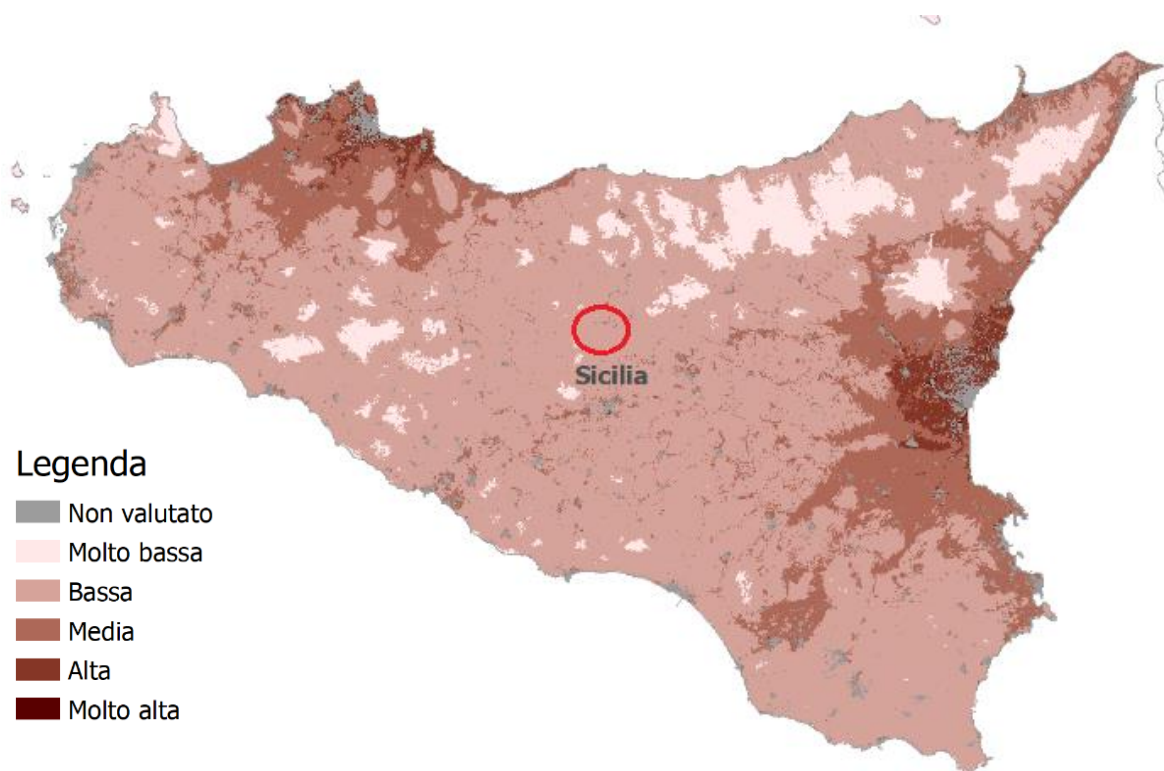 Sicilia
Legenda
Non valutato
Molto bassa
Bassa
Media
Alta
Molto alta